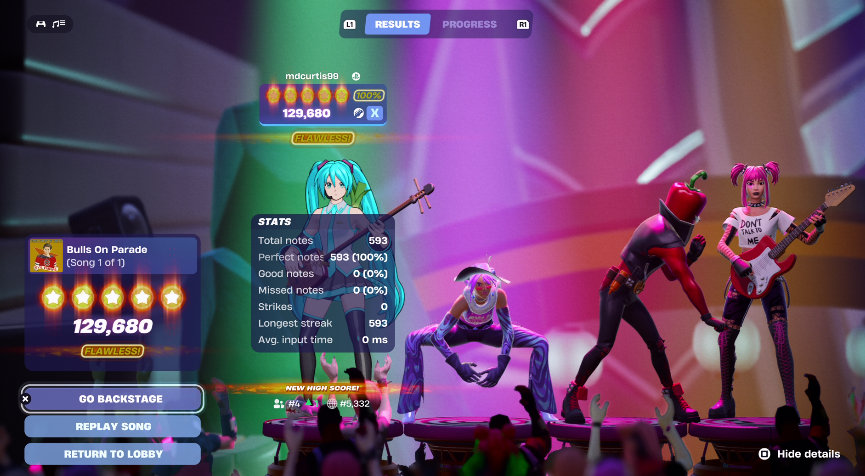 L1 RESULTS PROGRESS R1
mdcurtis99
100%
129,680 X
FLAWLESS!
STATS
Total notes 593
Perfect notes 593 (100%)
Good notes 0 (0%)
Missed notes 0 (0%)
Strikes 0
Longest streak 593
Avg. input time 0 ms
NEW HIGH SCORE!
#4 3 #5,332
Bulls On Parade
(Song 1 of 1)
129,680
FLAWLESS!
GO BACKSTAGE
REPLAY SONG
RETURN TO LOBBY
DON'T
TALK TO
ME
Hide details